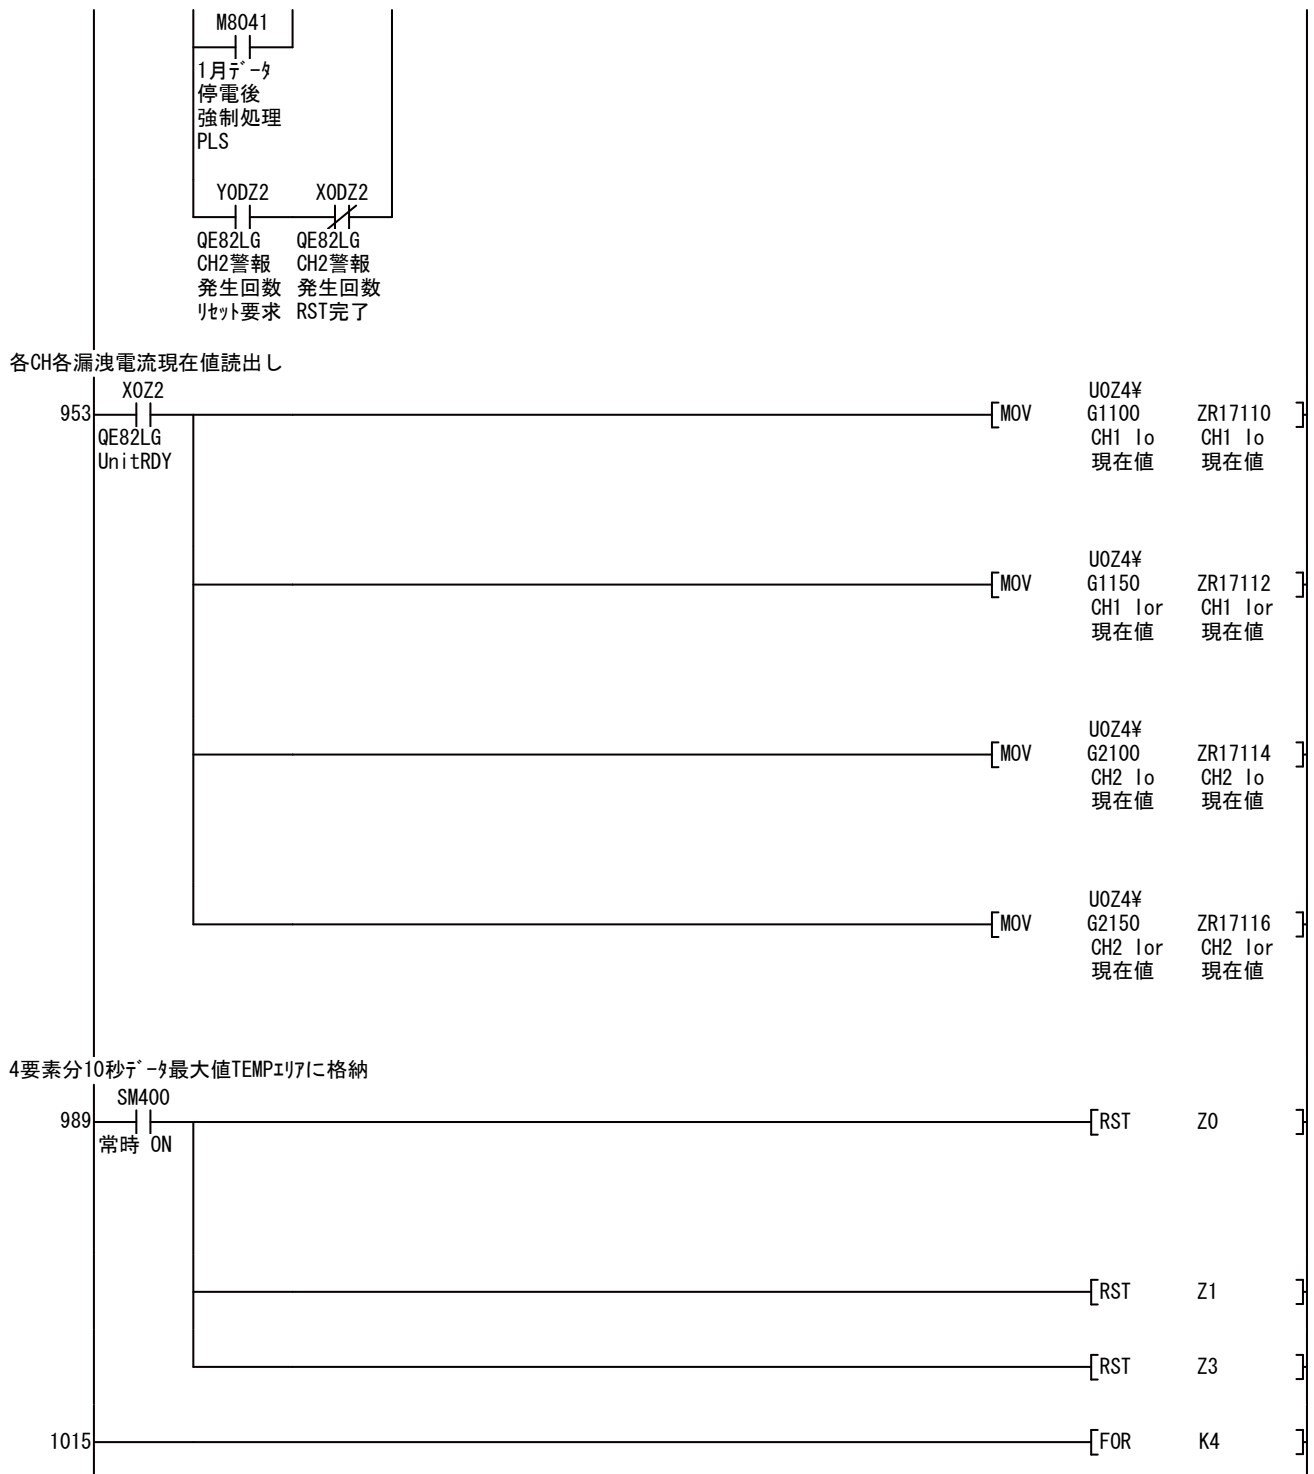 M8041
1月ﾃﾞｰﾀ
停電後
強制処理
PLS
Y0DZ2 X0DZ2
QE82LG QE82LG
CH2警報 CH2警報
発生回数 発生回数
ﾘｾｯﾄ要求 RST完了
各CH各漏洩電流現在値読出し
X0Z2 U0Z4¥
953 [MOV G1100 ZR17110 ]
QE82LG CH1 Io CH1 Io
UnitRDY 現在値 現在値
U0Z4¥
[MOV G1150 ZR17112 ]
CH1 Ior CH1 Ior
現在値 現在値
U0Z4¥
[MOV G2100 ZR17114 ]
CH2 Io CH2 Io
現在値 現在値
U0Z4¥
[MOV G2150 ZR17116 ]
CH2 Ior CH2 Ior
現在値 現在値
4要素分10秒ﾃﾞｰﾀ最大値TEMPｴﾘｱに格納
SM400
989 [RST Z0 ]
常時 ON
[RST Z1 ]
[RST Z3 ]
1015 [FOR K4 ]